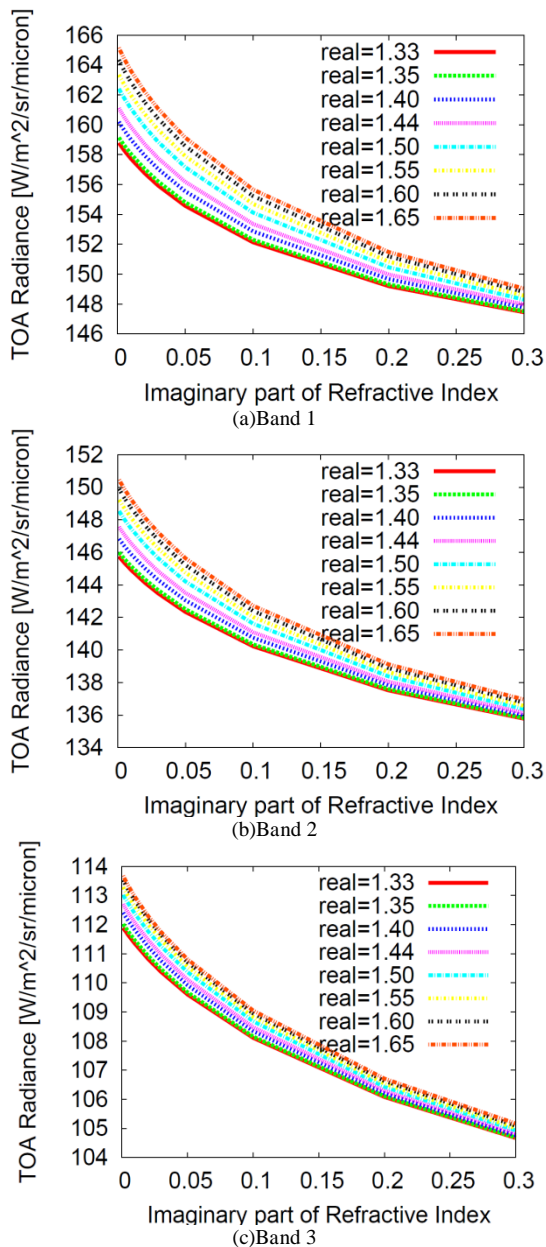 TOA Radiance [W/m^2/sr/micron]
166
164
162
160
158
156
154
152
150
148
146
real=1.33
real=1.35
real=1.40
real=1.44
real=1.50
real=1.55
real=1.60
real=1.65
0 0.05 0.1 0.15 0.2 0.25 0.3
Imaginary part of Refractive Index
(a)Band 1
TOA Radiance [W/m^2/sr/micron]
152
150
148
146
144
142
140
138
136
134
real=1.33
real=1.35
real=1.40
real=1.44
real=1.50
real=1.55
real=1.60
real=1.65
0 0.05 0.1 0.15 0.2 0.25 0.3
Imaginary part of Refractive Index
(b)Band 2
TOA Radiance [W/m^2/sr/micron]
114
113
112
111
110
109
108
107
106
105
104
real=1.33
real=1.35
real=1.40
real=1.44
real=1.50
real=1.55
real=1.60
real=1.65
0 0.05 0.1 0.15 0.2 0.25 0.3
Imaginary part of Refractive Index
(c)Band 3